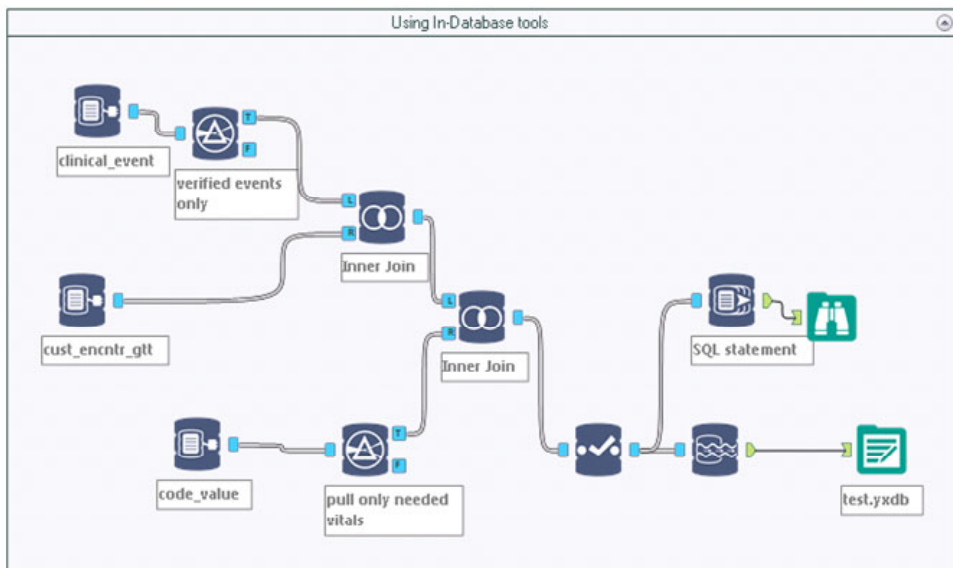 Using In-Database tools
clinical_event
T
F
verified events
only
L
R
Inner Join
cust_encntr_gtt
L
R
Inner Join
SQL statement
code_value
T
F
pull only needed
vitals
test.yxdb